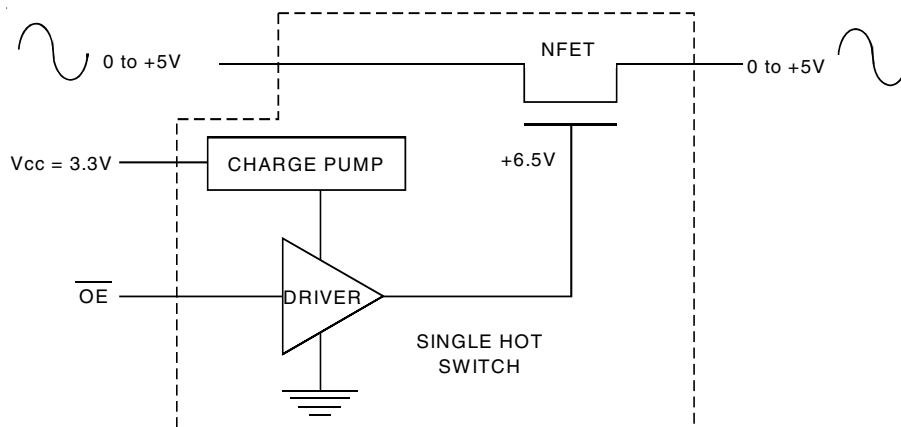 NFET
0 to +5V
0 to +5V
Vcc = 3.3V
CHARGE PUMP
+6.5V
OE
DRIVER
SINGLE HOT
SWITCH